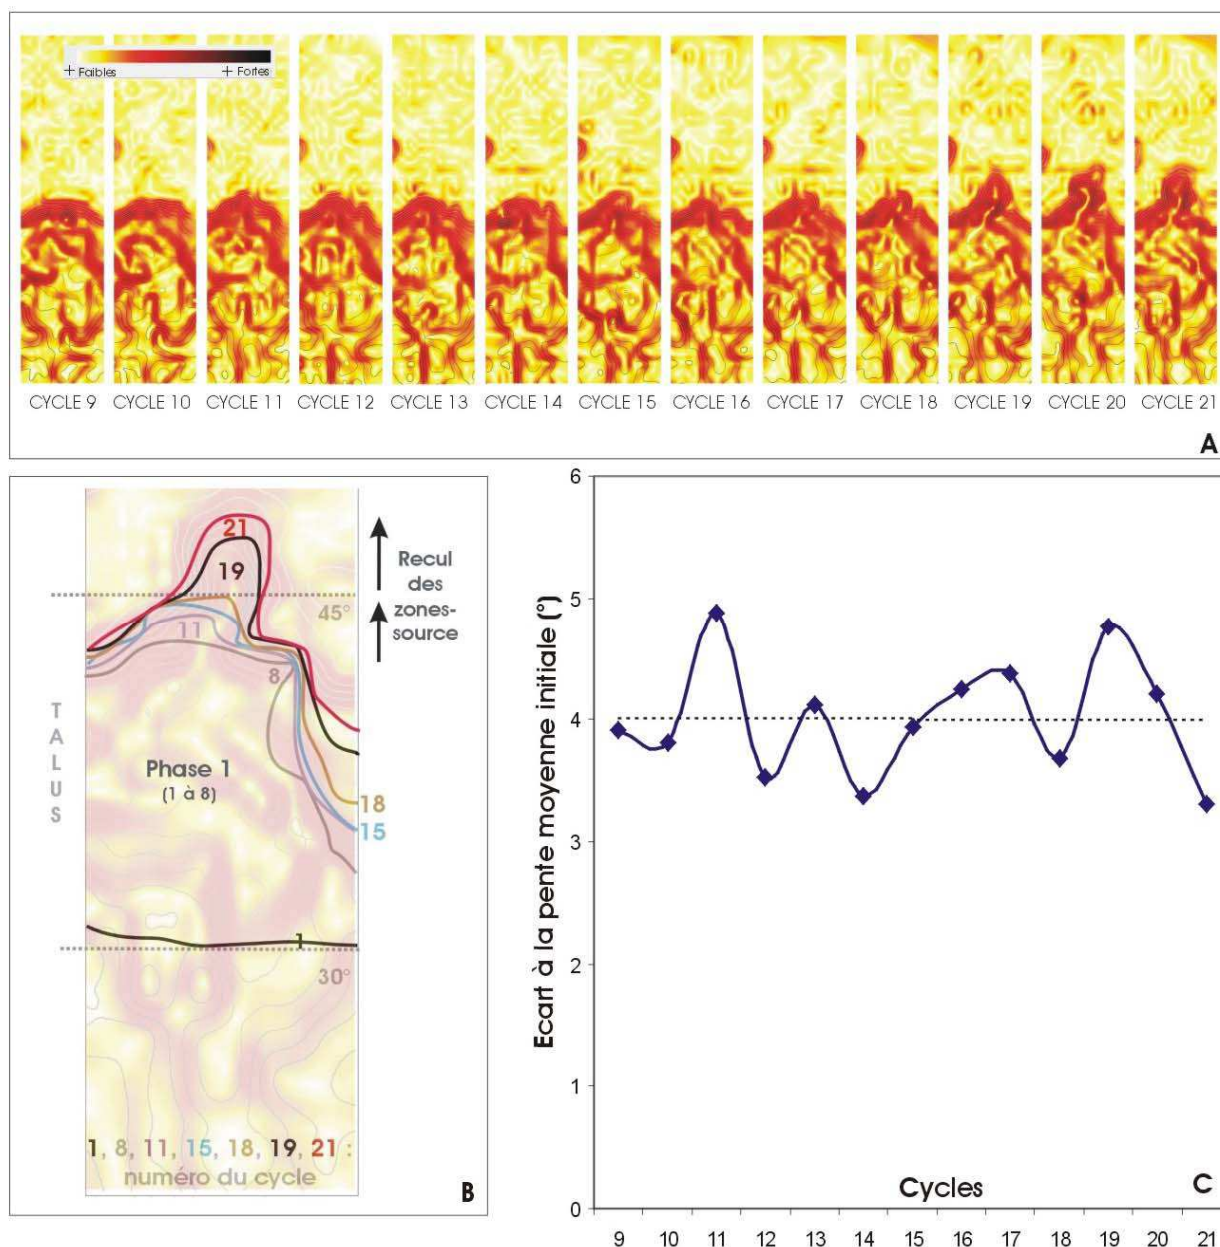 + Faibles + Fortes
CYCLE 9 CYCLE 10 CYCLE 11 CYCLE 12 CYCLE 13 CYCLE 14 CYCLE 15 CYCLE 16 CYCLE 17 CYCLE 18 CYCLE 19 CYCLE 20 CYCLE 21
A
21
19
45°
11
8
Recul
des
zones-
source
TALUS
Phase 1
(1 à 8)
18
15
1
30°
1, 8, 11, 15, 18, 19, 21 :
numéro du cycle
B
Ecart à la pente moyenne initiale (°)
6
5
4
3
2
1
0
Cycles
C
9 10 11 12 13 14 15 16 17 18 19 20 21